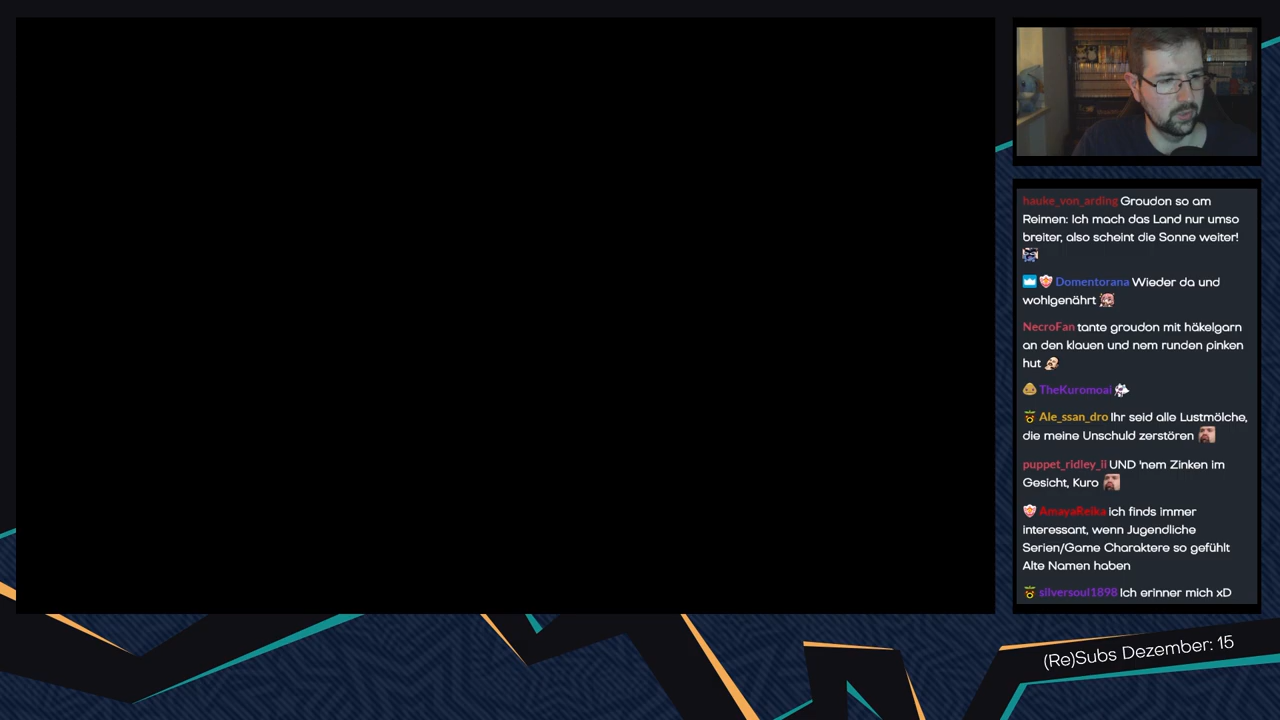 hauke_von_arding Groudon so am
Reimen: Ich mach das Land nur umso
breiter, also scheint die Sonne weiter!
Domentorana Wieder da und
wohlgenährt
NecroFan tante groudon mit häkelgarn
an den klauen und nem runden pinken
hut
TheKuromoai
Ale_ssan_dro Ihr seid alle Lustmölche,
die meine Unschuld zerstören
puppet_ridley_ii UND 'nem Zinken im
Gesicht, Kuro
AmayaReika ich finds immer
interessant, wenn Jugendliche
Serien/Game Charaktere so gefühlt
Alte Namen haben
silversoul1898 Ich erinner mich xD
(Re)Subs Dezember: 15